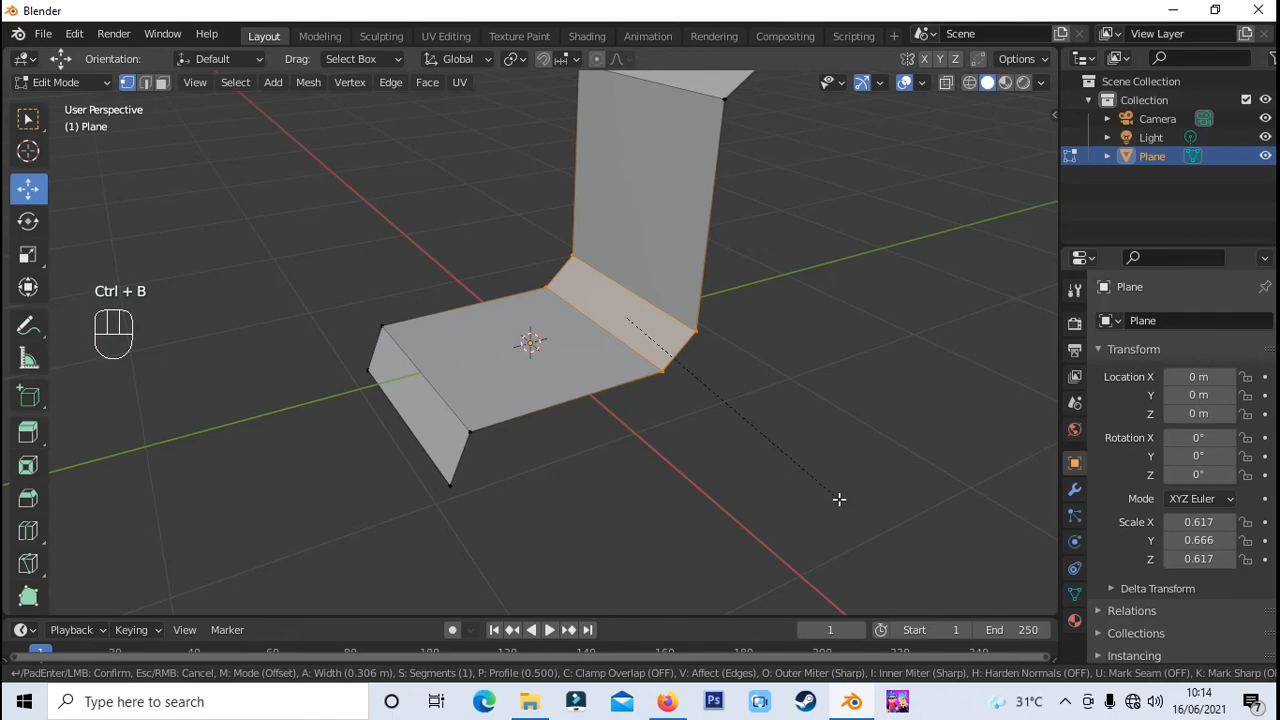 Blender
File Edit Render Window Help Layout Modeling Sculpting UV Editing Texture Paint Shading Animation Rendering Compositing Scripting + Scene View Layer
Orientation: Default Drag: Select Box Global X Y Z Options
Edit Mode View Select Add Mesh Vertex Edge Face UV
User Perspective
(1) Plane
Scene Collection
Collection
Camera
Light
Plane
Ctrl + B
Plane
Plane
Transform
Location X 0 m
Y 0 m
Z 0 m
Rotation X 0°
Y 0°
Z 0°
Mode XYZ Euler
Scale X 0.617
Y 0.666
Z 0.617
Delta Transform
Relations
Collections
Instancing
Playback Keying View Marker 1 Start 1 End 250
↵/PadEnter/LMB: Confirm, Esc/RMB: Cancel, M: Mode (Offset), A: Width (0.306 m), S: Segments (1), P: Profile (0.500), C: Clamp Overlap (OFF), V: Affect (Edges), O: Outer Miter (Sharp), I: Inner Miter (Sharp), H: Harden Normals (OFF), U: Mark Seam (OFF), K: Mark Sharp (O
Type here to search
Ps
31°C
10:14
16/06/2021
7